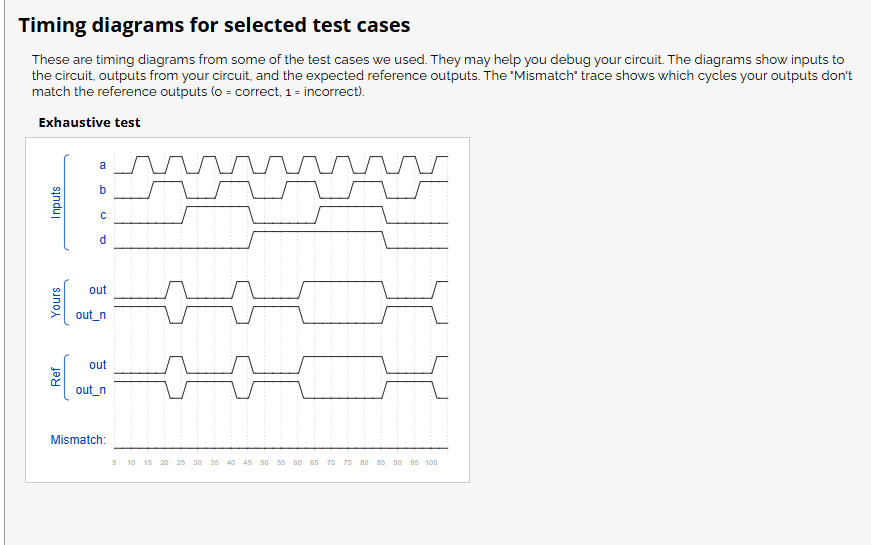 Timing diagrams for selected test cases
These are timing diagrams from some of the test cases we used. They may help you debug your circuit. The diagrams show inputs to
the circuit, outputs from your circuit, and the expected reference outputs. The "Mismatch" trace shows which cycles your outputs don't
match the reference outputs (0 = correct, 1 = incorrect).
Exhaustive test
Inputs
a
b
c
d
Yours
out
out_n
Ref
out
out_n
Mismatch:
5 10 15 20 25 30 35 40 45 50 55 60 65 70 75 80 85 90 95 100